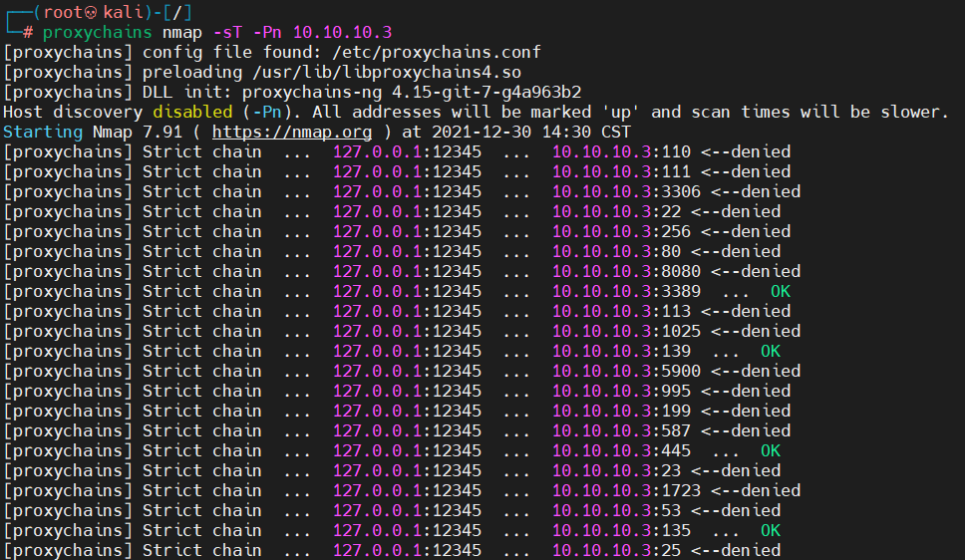 ┌──(root💀kali)-[/]
└─# proxychains nmap -sT -Pn 10.10.10.3
[proxychains] config file found: /etc/proxychains.conf
[proxychains] preloading /usr/lib/libproxychains4.so
[proxychains] DLL init: proxychains-ng 4.15-git-7-g4a963b2
Host discovery disabled (-Pn). All addresses will be marked 'up' and scan times will be slower.
Starting Nmap 7.91 ( https://nmap.org ) at 2021-12-30 14:30 CST
[proxychains] Strict chain  ...  127.0.0.1:12345  ...  10.10.10.3:110 <--denied
[proxychains] Strict chain  ...  127.0.0.1:12345  ...  10.10.10.3:111 <--denied
[proxychains] Strict chain  ...  127.0.0.1:12345  ...  10.10.10.3:3306 <--denied
[proxychains] Strict chain  ...  127.0.0.1:12345  ...  10.10.10.3:22 <--denied
[proxychains] Strict chain  ...  127.0.0.1:12345  ...  10.10.10.3:256 <--denied
[proxychains] Strict chain  ...  127.0.0.1:12345  ...  10.10.10.3:80 <--denied
[proxychains] Strict chain  ...  127.0.0.1:12345  ...  10.10.10.3:8080 <--denied
[proxychains] Strict chain  ...  127.0.0.1:12345  ...  10.10.10.3:3389  ...  OK
[proxychains] Strict chain  ...  127.0.0.1:12345  ...  10.10.10.3:113 <--denied
[proxychains] Strict chain  ...  127.0.0.1:12345  ...  10.10.10.3:1025 <--denied
[proxychains] Strict chain  ...  127.0.0.1:12345  ...  10.10.10.3:139  ...  OK
[proxychains] Strict chain  ...  127.0.0.1:12345  ...  10.10.10.3:5900 <--denied
[proxychains] Strict chain  ...  127.0.0.1:12345  ...  10.10.10.3:995 <--denied
[proxychains] Strict chain  ...  127.0.0.1:12345  ...  10.10.10.3:199 <--denied
[proxychains] Strict chain  ...  127.0.0.1:12345  ...  10.10.10.3:587 <--denied
[proxychains] Strict chain  ...  127.0.0.1:12345  ...  10.10.10.3:445  ...  OK
[proxychains] Strict chain  ...  127.0.0.1:12345  ...  10.10.10.3:23 <--denied
[proxychains] Strict chain  ...  127.0.0.1:12345  ...  10.10.10.3:1723 <--denied
[proxychains] Strict chain  ...  127.0.0.1:12345  ...  10.10.10.3:53 <--denied
[proxychains] Strict chain  ...  127.0.0.1:12345  ...  10.10.10.3:135  ...  OK
[proxychains] Strict chain  ...  127.0.0.1:12345  ...  10.10.10.3:25 <--denied